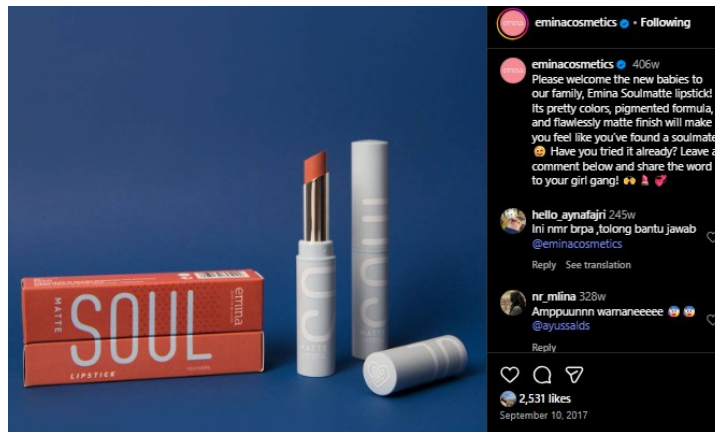 MATTE
SOUL
LIPSTICK
emina
MATTE
eminacosmetics • Following
eminacosmetics 406w
Please welcome the new babies to
our family, Emina Soulmatte lipstick!
Its pretty colors, pigmented formula,
and flawlessly matte finish will make
you feel like you've found a soulmate
😍 Have you tried it already? Leave a
comment below and share the word
to your girl gang! 🙌 💄 💞
hello_aynafajri 245w
Ini nmr brpa ,tolong bantu jawab
@eminacosmetics
Reply See translation
nr_mlina 328w
Amppuunnn warnaneeeee 😨 😨
@ayussalds
Reply
2,531 likes
September 10, 2017